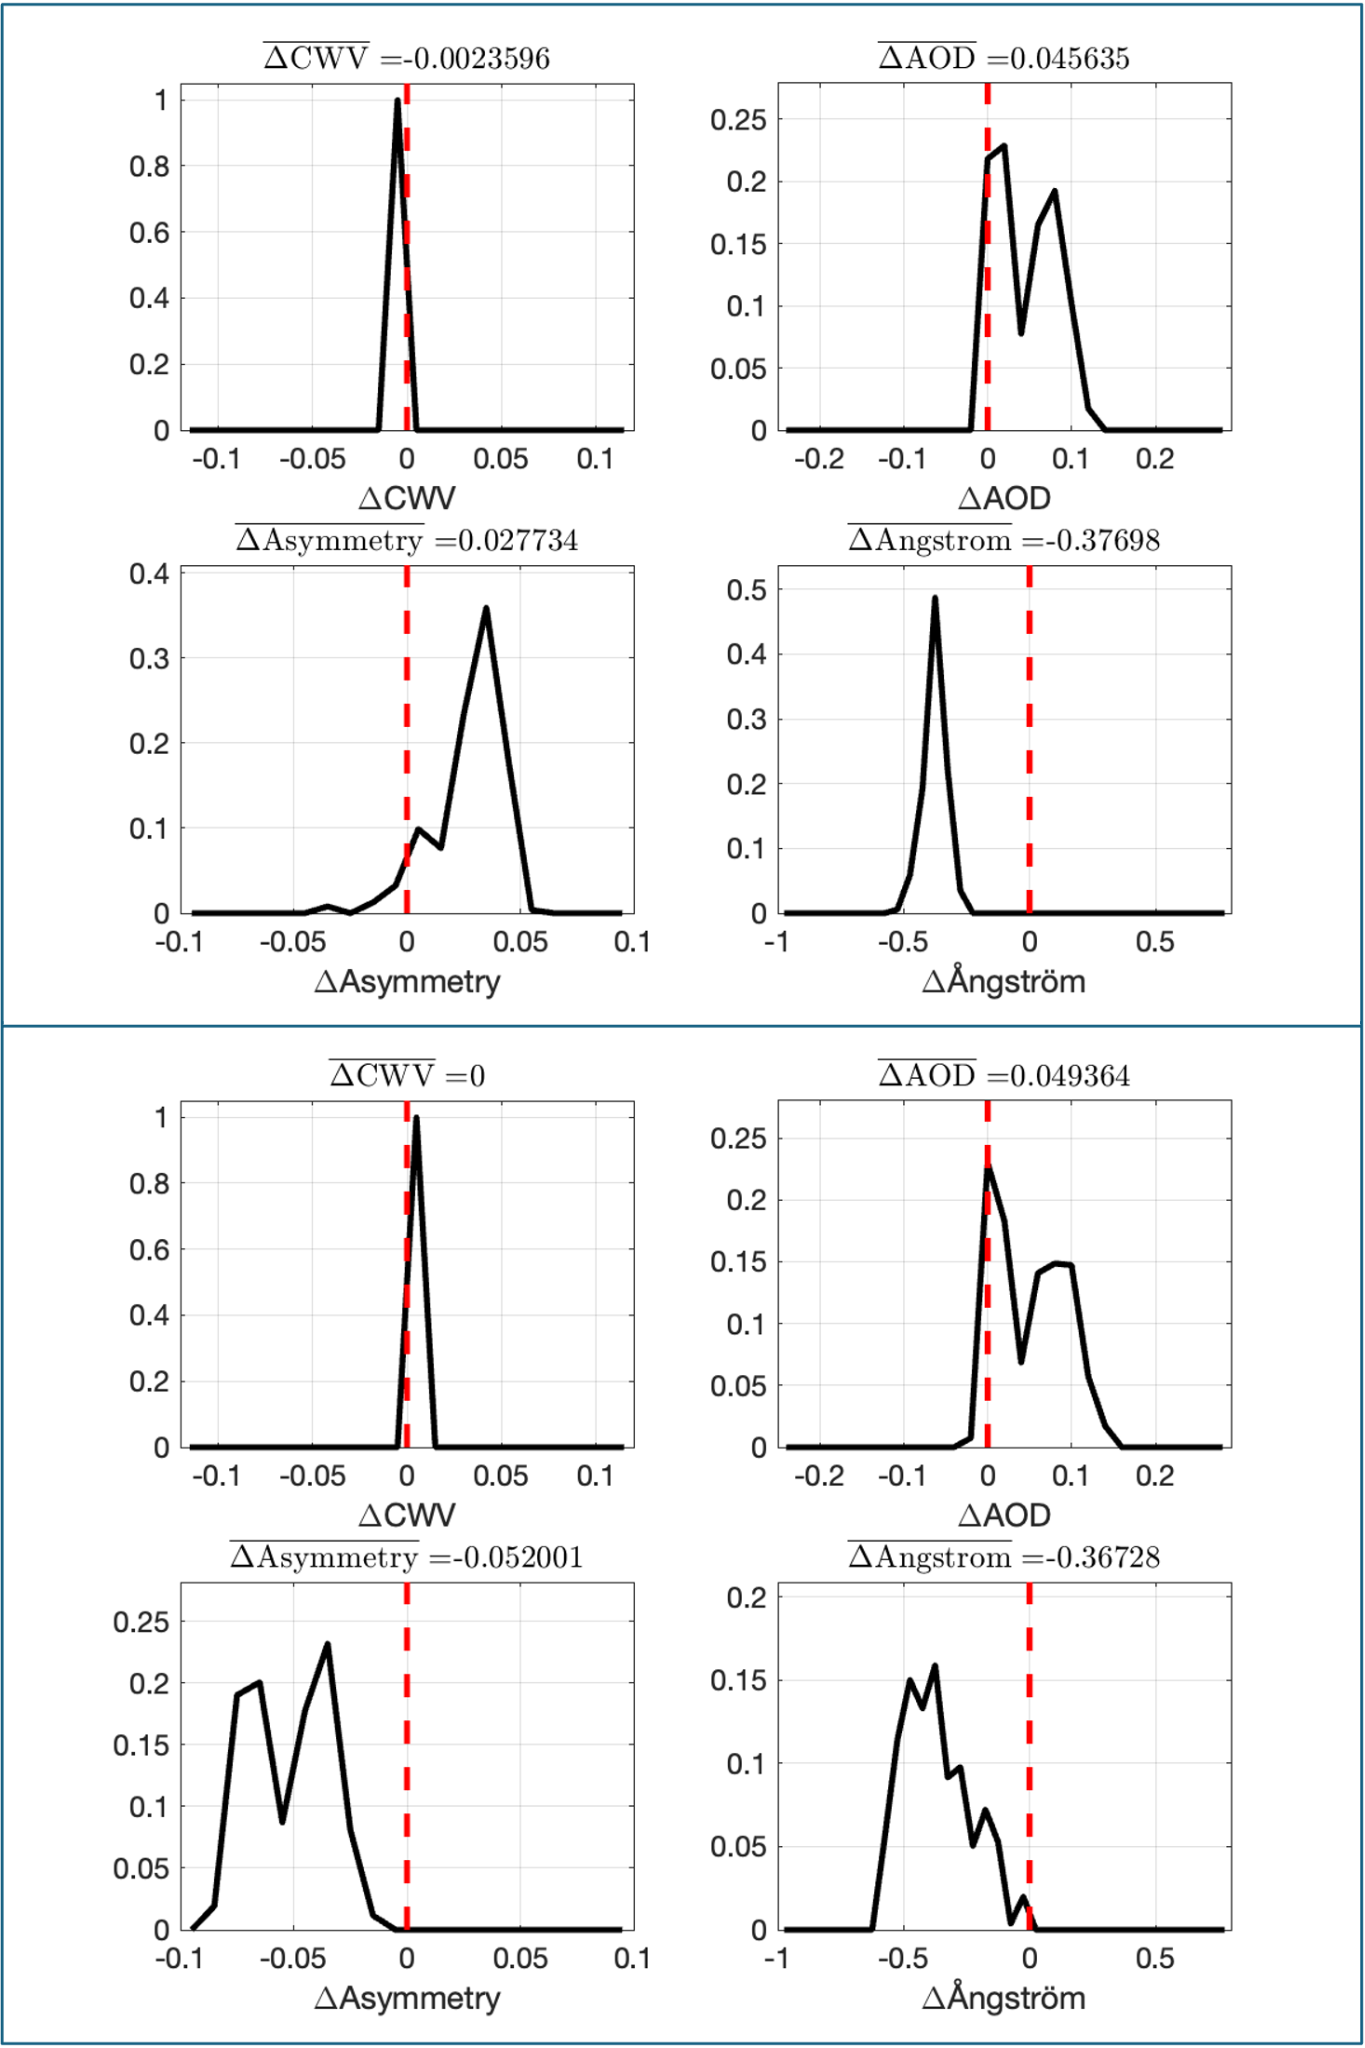 ΔCWV =-0.0023596
1
0.8
0.6
0.4
0.2
0
-0.1 -0.05 0 0.05 0.1
ΔCWV
ΔAOD =0.045635
0.25
0.2
0.15
0.1
0.05
0
-0.2 -0.1 0 0.1 0.2
ΔAOD
ΔAsymmetry =0.027734
0.4
0.3
0.2
0.1
0
-0.1 -0.05 0 0.05 0.1
ΔAsymmetry
ΔAngstrom =-0.37698
0.5
0.4
0.3
0.2
0.1
0
-1 -0.5 0 0.5
ΔÅngström
ΔCWV =0
1
0.8
0.6
0.4
0.2
0
-0.1 -0.05 0 0.05 0.1
ΔCWV
ΔAOD =0.049364
0.25
0.2
0.15
0.1
0.05
0
-0.2 -0.1 0 0.1 0.2
ΔAOD
ΔAsymmetry =-0.052001
0.25
0.2
0.15
0.1
0.05
0
-0.1 -0.05 0 0.05 0.1
ΔAsymmetry
ΔAngstrom =-0.36728
0.2
0.15
0.1
0.05
0
-1 -0.5 0 0.5
ΔÅngström